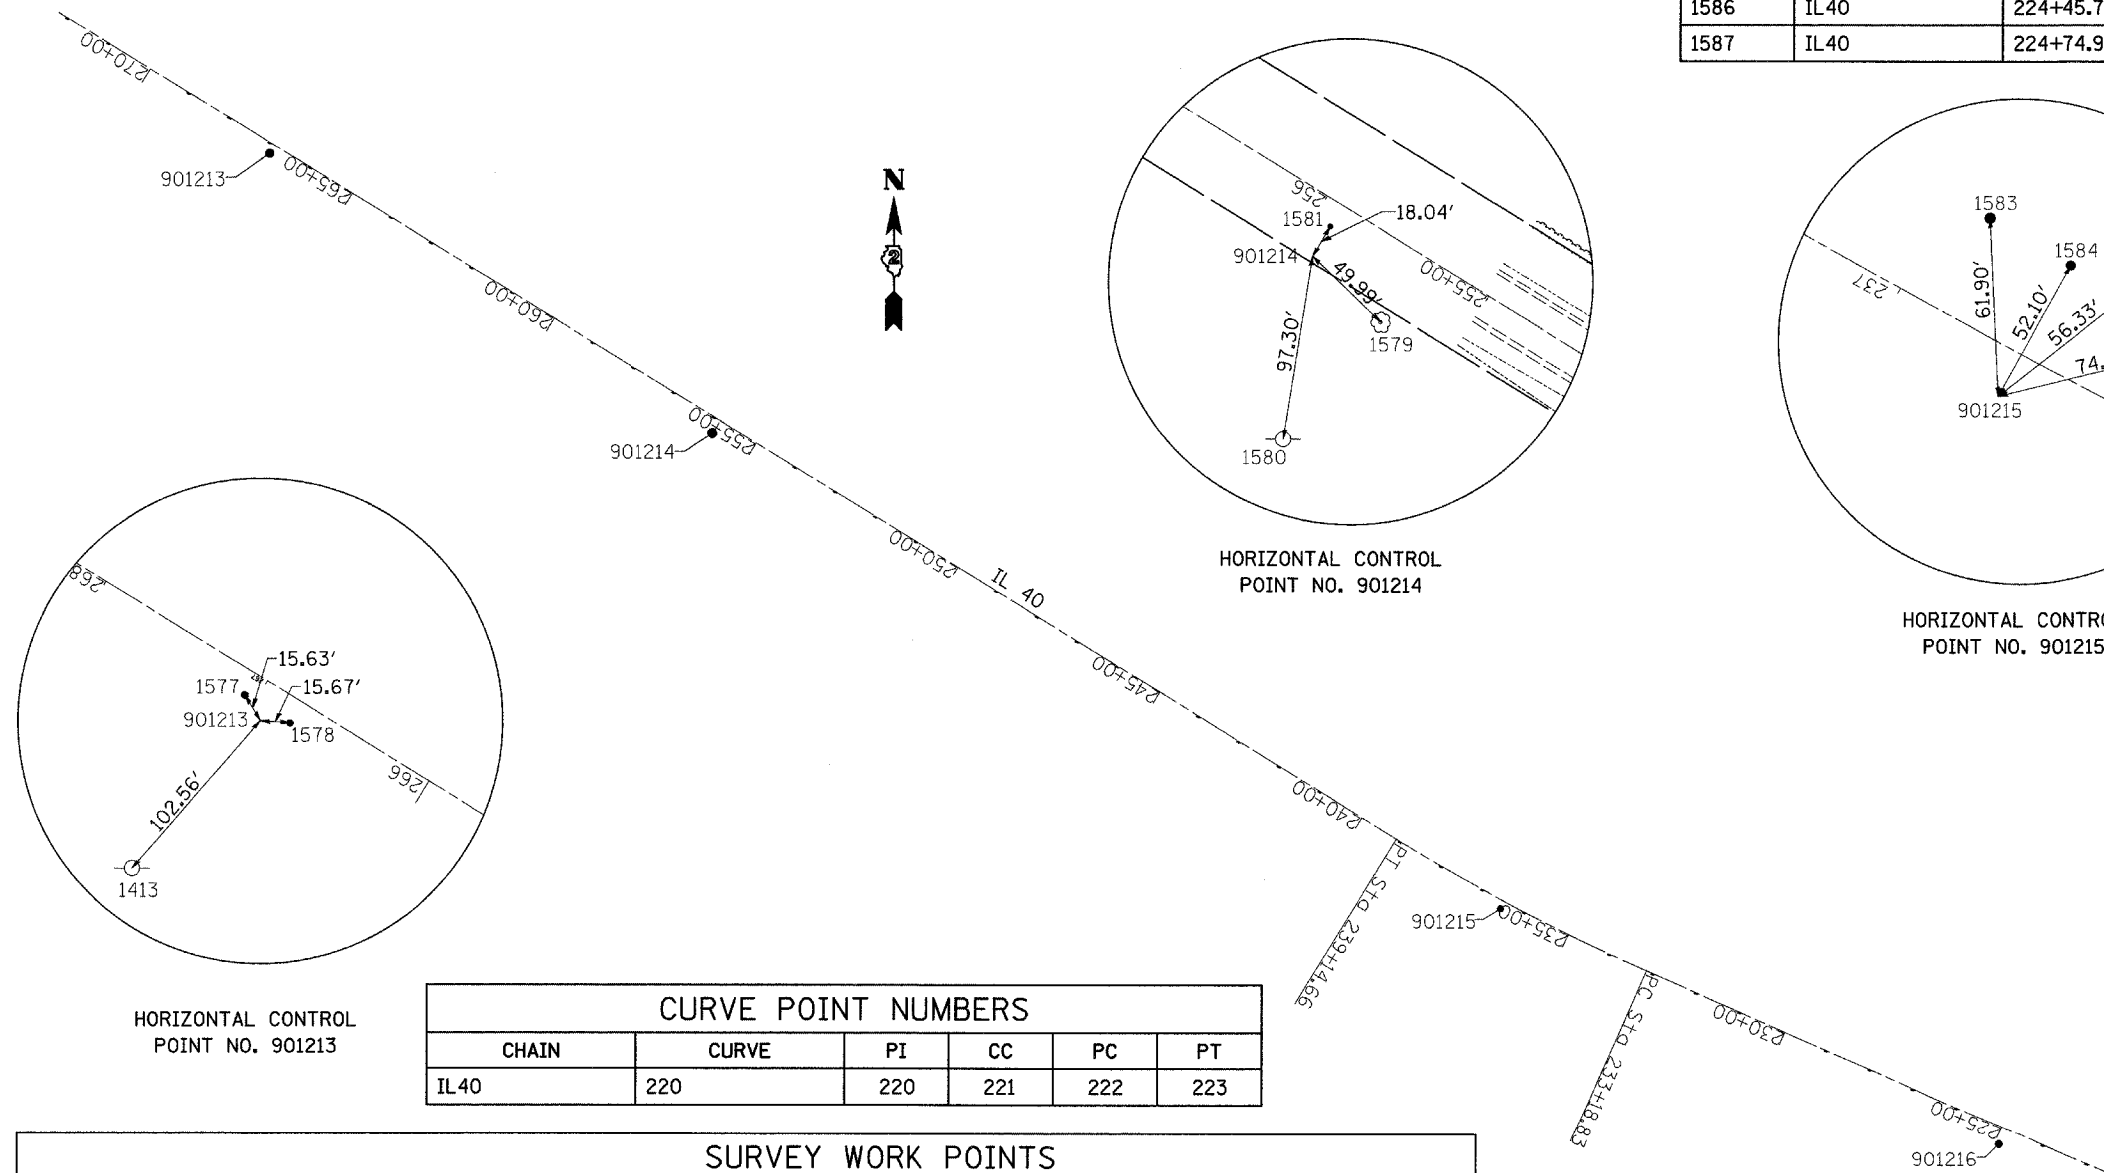 1586 IL40 224+45.7
1587 IL40 224+74.9
270+00
901213
265+00
N
2
260+00
901214
255+00
250+00
IL 40
245+00
240+00
PT Sta 239+14.66
901215
235+00
PC Sta 233+18.83
230+00
225+00
901216
256
1581
18.04'
901214
49.99'
255+00
97.30'
1579
1580
HORIZONTAL CONTROL
POINT NO. 901214
1583
1584
237
61.90'
52.10'
56.33'
74.
901215
HORIZONTAL CONTRO
POINT NO. 901215
268
15.63'
1577
15.67'
901213
1578
266
102.56'
1413
HORIZONTAL CONTROL
POINT NO. 901213
CURVE POINT NUMBERS
CHAIN CURVE PI CC PC PT
IL40 220 220 221 222 223
SURVEY WORK POINTS